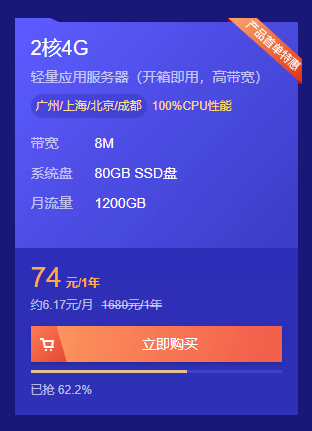 产品首单特惠
2核4G
轻量应用服务器（开箱即用，高带宽）
广州/上海/北京/成都 100%CPU性能
带宽 8M
系统盘 80GB SSD盘
月流量 1200GB
74 元/1年
约6.17元/月 1680元/1年
立即购买
已抢 62.2%